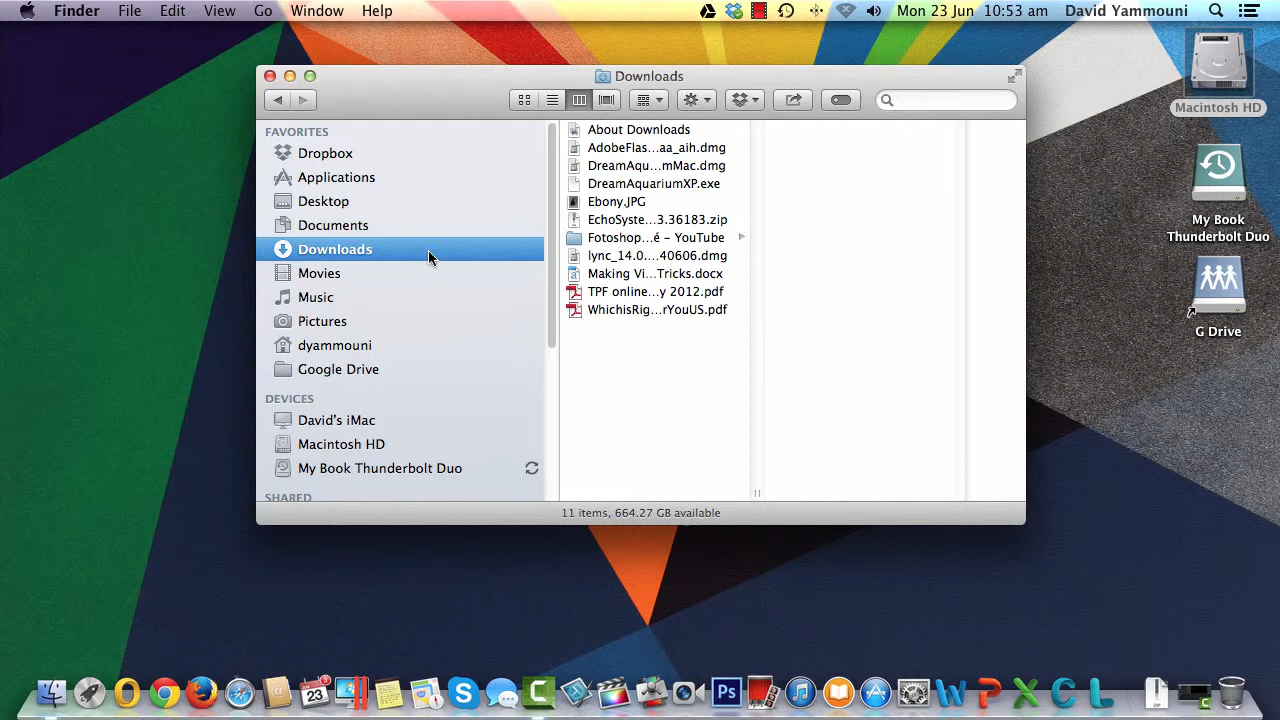 Finder File Edit View Go Window Help
Mon 23 Jun 10:53 am David Yammouni
Downloads
FAVORITES
Dropbox
Applications
Desktop
Documents
Downloads
Movies
Music
Pictures
dyammouni
Google Drive
DEVICES
David's iMac
Macintosh HD
My Book Thunderbolt Duo
SHARED
About Downloads
AdobeFlas...aa_aih.dmg
DreamAqu...mMac.dmg
DreamAquariumXP.exe
Ebony.JPG
EchoSyste...3.36183.zip
Fotoshop...é – YouTube
lync_14.0...40606.dmg
Making Vi...Tricks.docx
TPF online...y 2012.pdf
WhichisRig...rYouUS.pdf
11 items, 664.27 GB available
Macintosh HD
My Book
Thunderbolt Duo
G Drive
23
Ps
ZIP